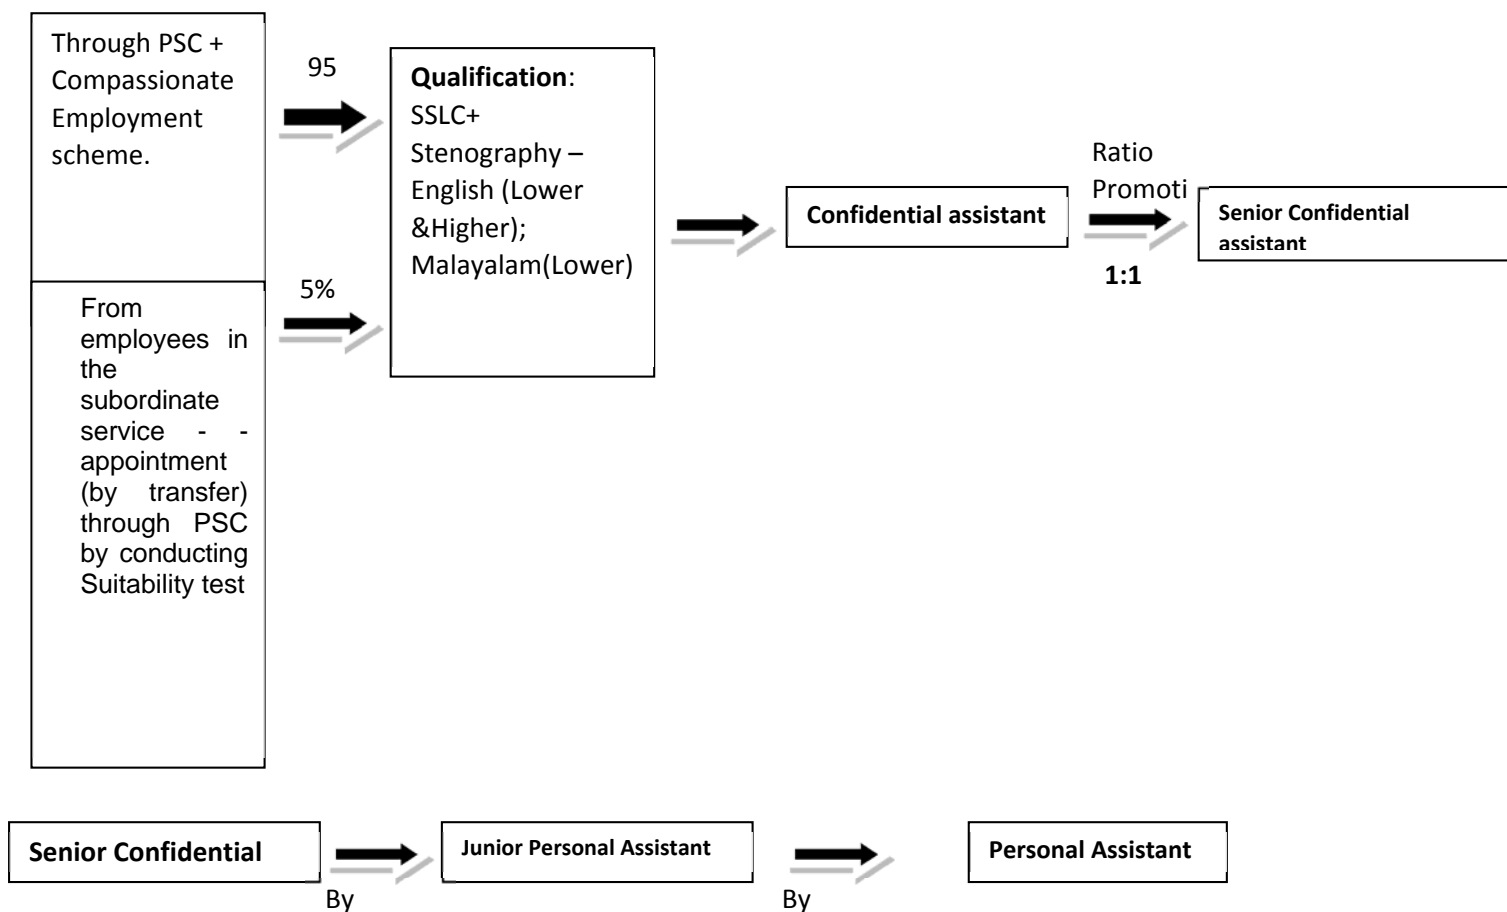 Through PSC +
Compassionate
Employment
scheme.
95
Qualification:
SSLC+
Stenography –
English (Lower
&Higher);
Malayalam(Lower)
Confidential assistant
Ratio
Promoti
1:1
Senior Confidential
assistant
From
employees in
the
subordinate
service - -
appointment
(by transfer)
through PSC
by conducting
Suitability test
5%
Senior Confidential
By
Junior Personal Assistant
By
Personal Assistant